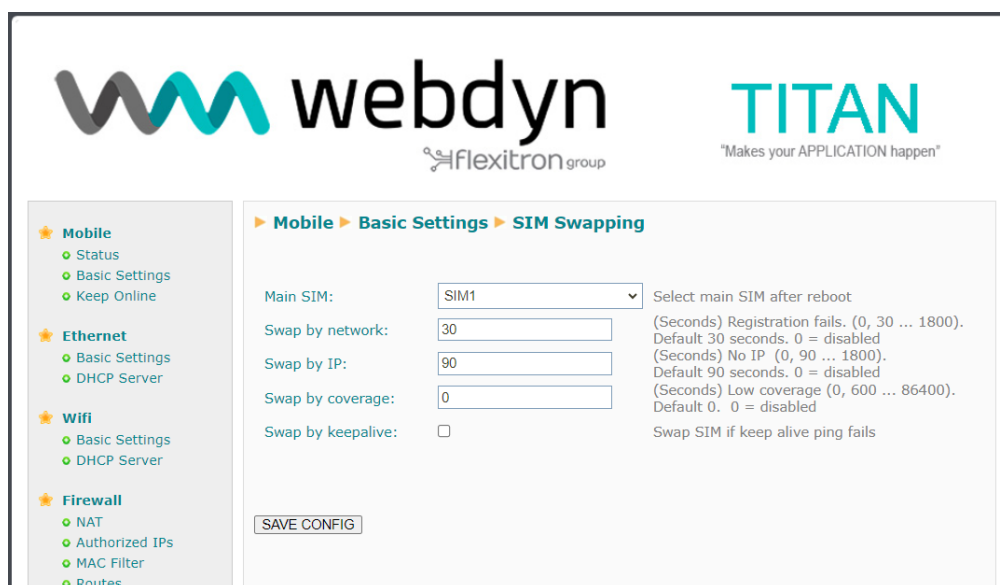 webdyn
flexitron group
TITAN
"Makes your APPLICATION happen"
Mobile
Status
Basic Settings
Keep Online
Ethernet
Basic Settings
DHCP Server
Wifi
Basic Settings
DHCP Server
Firewall
NAT
Authorized IPs
MAC Filter
Routes
Mobile Basic Settings SIM Swapping
Main SIM: SIM1 Select main SIM after reboot
Swap by network: 30 (Seconds) Registration fails. (0, 30 ... 1800).
Default 30 seconds. 0 = disabled
Swap by IP: 90 (Seconds) No IP (0, 90 ... 1800).
Default 90 seconds. 0 = disabled
Swap by coverage: 0 (Seconds) Low coverage (0, 600 ... 86400).
Default 0. 0 = disabled
Swap by keepalive: Swap SIM if keep alive ping fails
SAVE CONFIG